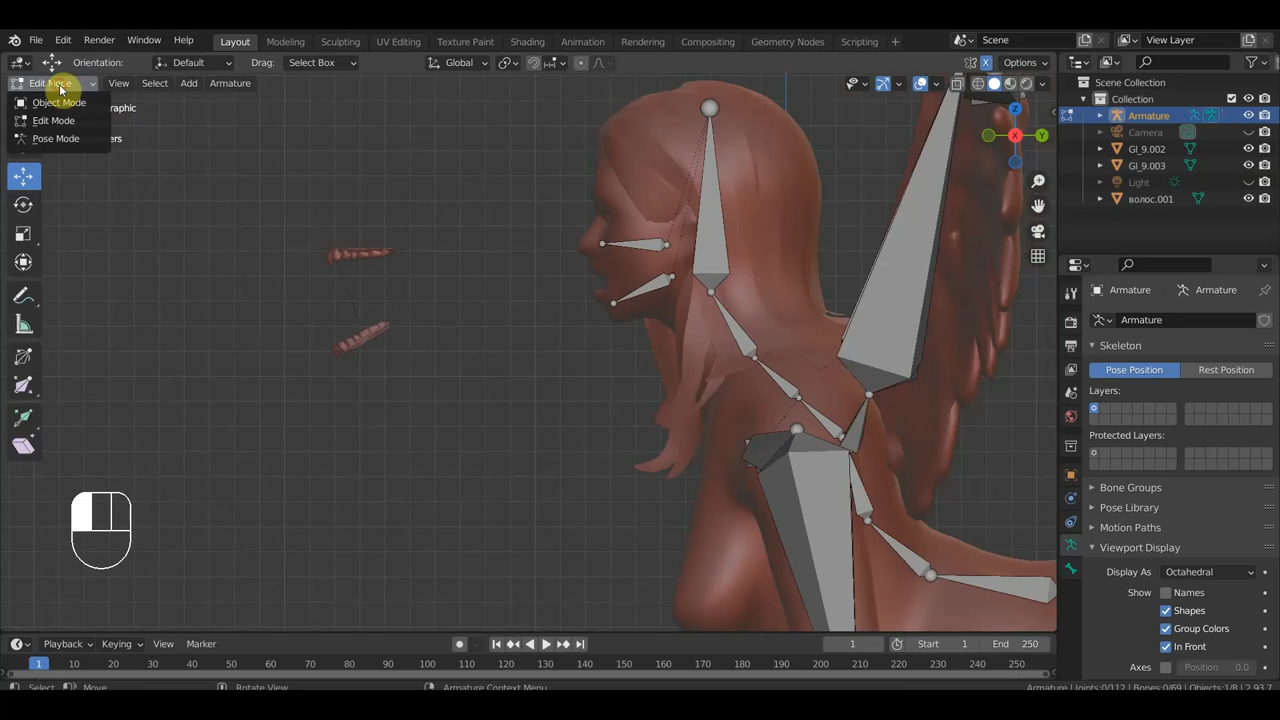 File Edit Render Window Help Layout Modeling Sculpting UV Editing Texture Paint Shading Animation Rendering Compositing Geometry Nodes Scripting + Scene View Layer
Orientation: Default Drag: Select Box Global Options
Edit Mode View Select Add Armature
Object Mode
Edit Mode
Pose Mode
Z
X
Y
Scene Collection
Collection
Armature
Camera
Gl_9.002
Gl_9.003
Light
волос.001
Armature Armature
Armature
Skeleton
Pose Position Rest Position
Layers:
Protected Layers:
Bone Groups
Pose Library
Motion Paths
Viewport Display
Display As Octahedral
Show Names
Shapes
Group Colors
In Front
Axes Position 0.0
Playback Keying View Marker 1 Start 1 End 250
1 10 20 30 40 50 60 70 80 90 100 110 120 130 140 150 160 170 180 190 200 210 220 230 240 250
Select Move Rotate View Armature Context Menu